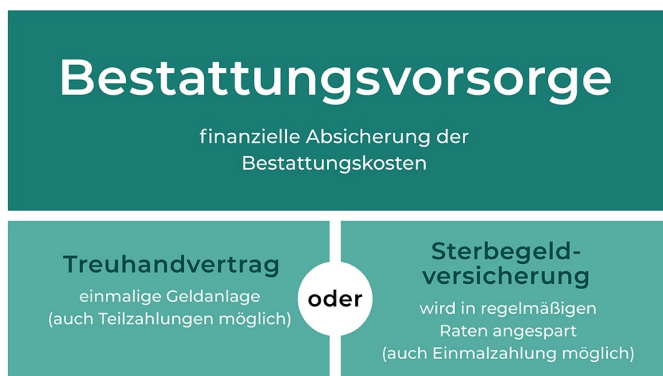 Bestattungsvorsorge
finanzielle Absicherung der
Bestattungskosten
Treuhandvertrag
einmalige Geldanlage
(auch Teilzahlungen möglich)
oder
Sterbegeld-
versicherung
wird in regelmäßigen
Raten angespart
(auch Einmalzahlung möglich)